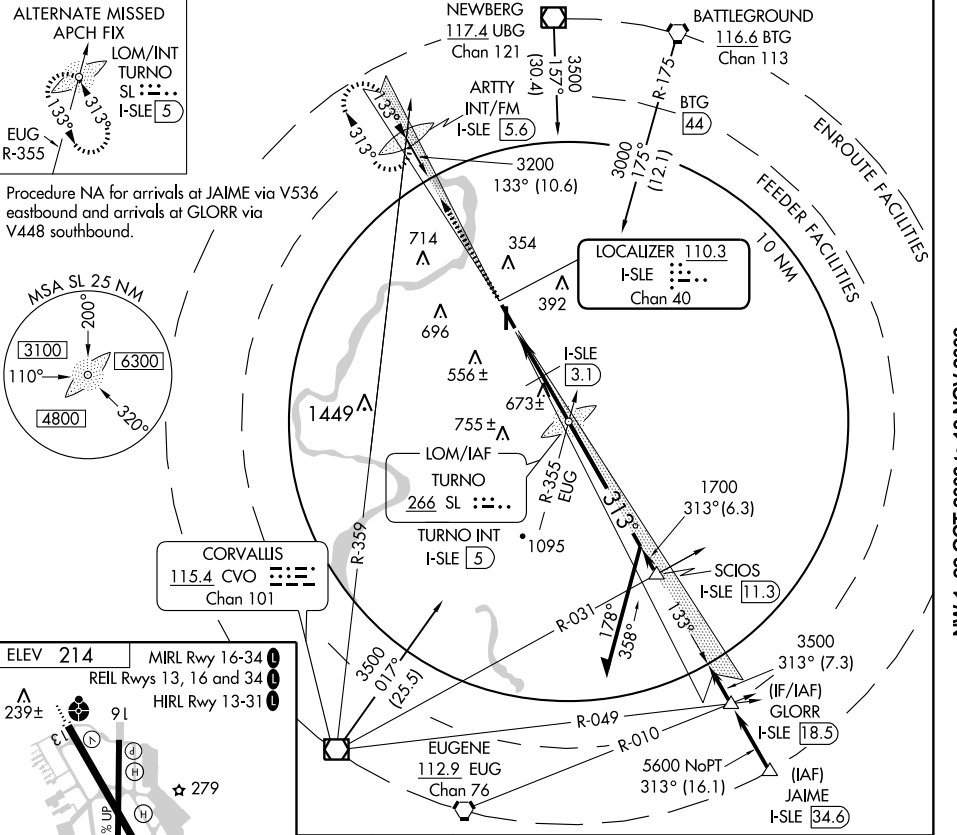 ALTERNATE MISSED
APCH FIX
LOM/INT
TURNO
SL
I-SLE 5
133°
313°
EUG
R-355
NEWBERG
117.4 UBG
Chan 121
3500
157°
(30.4)
BATTLEGROUND
116.6 BTG
Chan 113
R-175
BTG
44
3000
175°
(12.1)
ENROUTE FACILITIES
FEEDER FACILITIES
10 NM
ARTTY
INT/FM
I-SLE 5.6
133°
313°
3200
133° (10.6)
Procedure NA for arrivals at JAIME via V536
eastbound and arrivals at GLORR via
V448 southbound.
LOCALIZER 110.3
I-SLE
Chan 40
714
354
392
696
556 ±
673±
755 ±
1449
1095
I-SLE
3.1
MSA SL 25 NM
200°
3100
6300
110°
4800
320°
LOM/IAF
TURNO
266 SL
TURNO INT
I-SLE 5
R-355
EUG
313°
1700
313° (6.3)
SCIOS
I-SLE 11.3
CORVALLIS
115.4 CVO
Chan 101
R-359
R-031
178°
358°
133°
3500
017°
(25.5)
3500
313° (7.3)
(IF/IAF)
GLORR
I-SLE 18.5
R-049
R-010
EUGENE
112.9 EUG
Chan 76
5600 NoPT
313° (16.1)
(IAF)
JAIME
I-SLE 34.6
ELEV 214
MIRL Rwy 16-34 L
REIL Rwys 13, 16 and 34 L
HIRL Rwy 13-31 L
239±
13
16
V
P
H
H
279
% UP